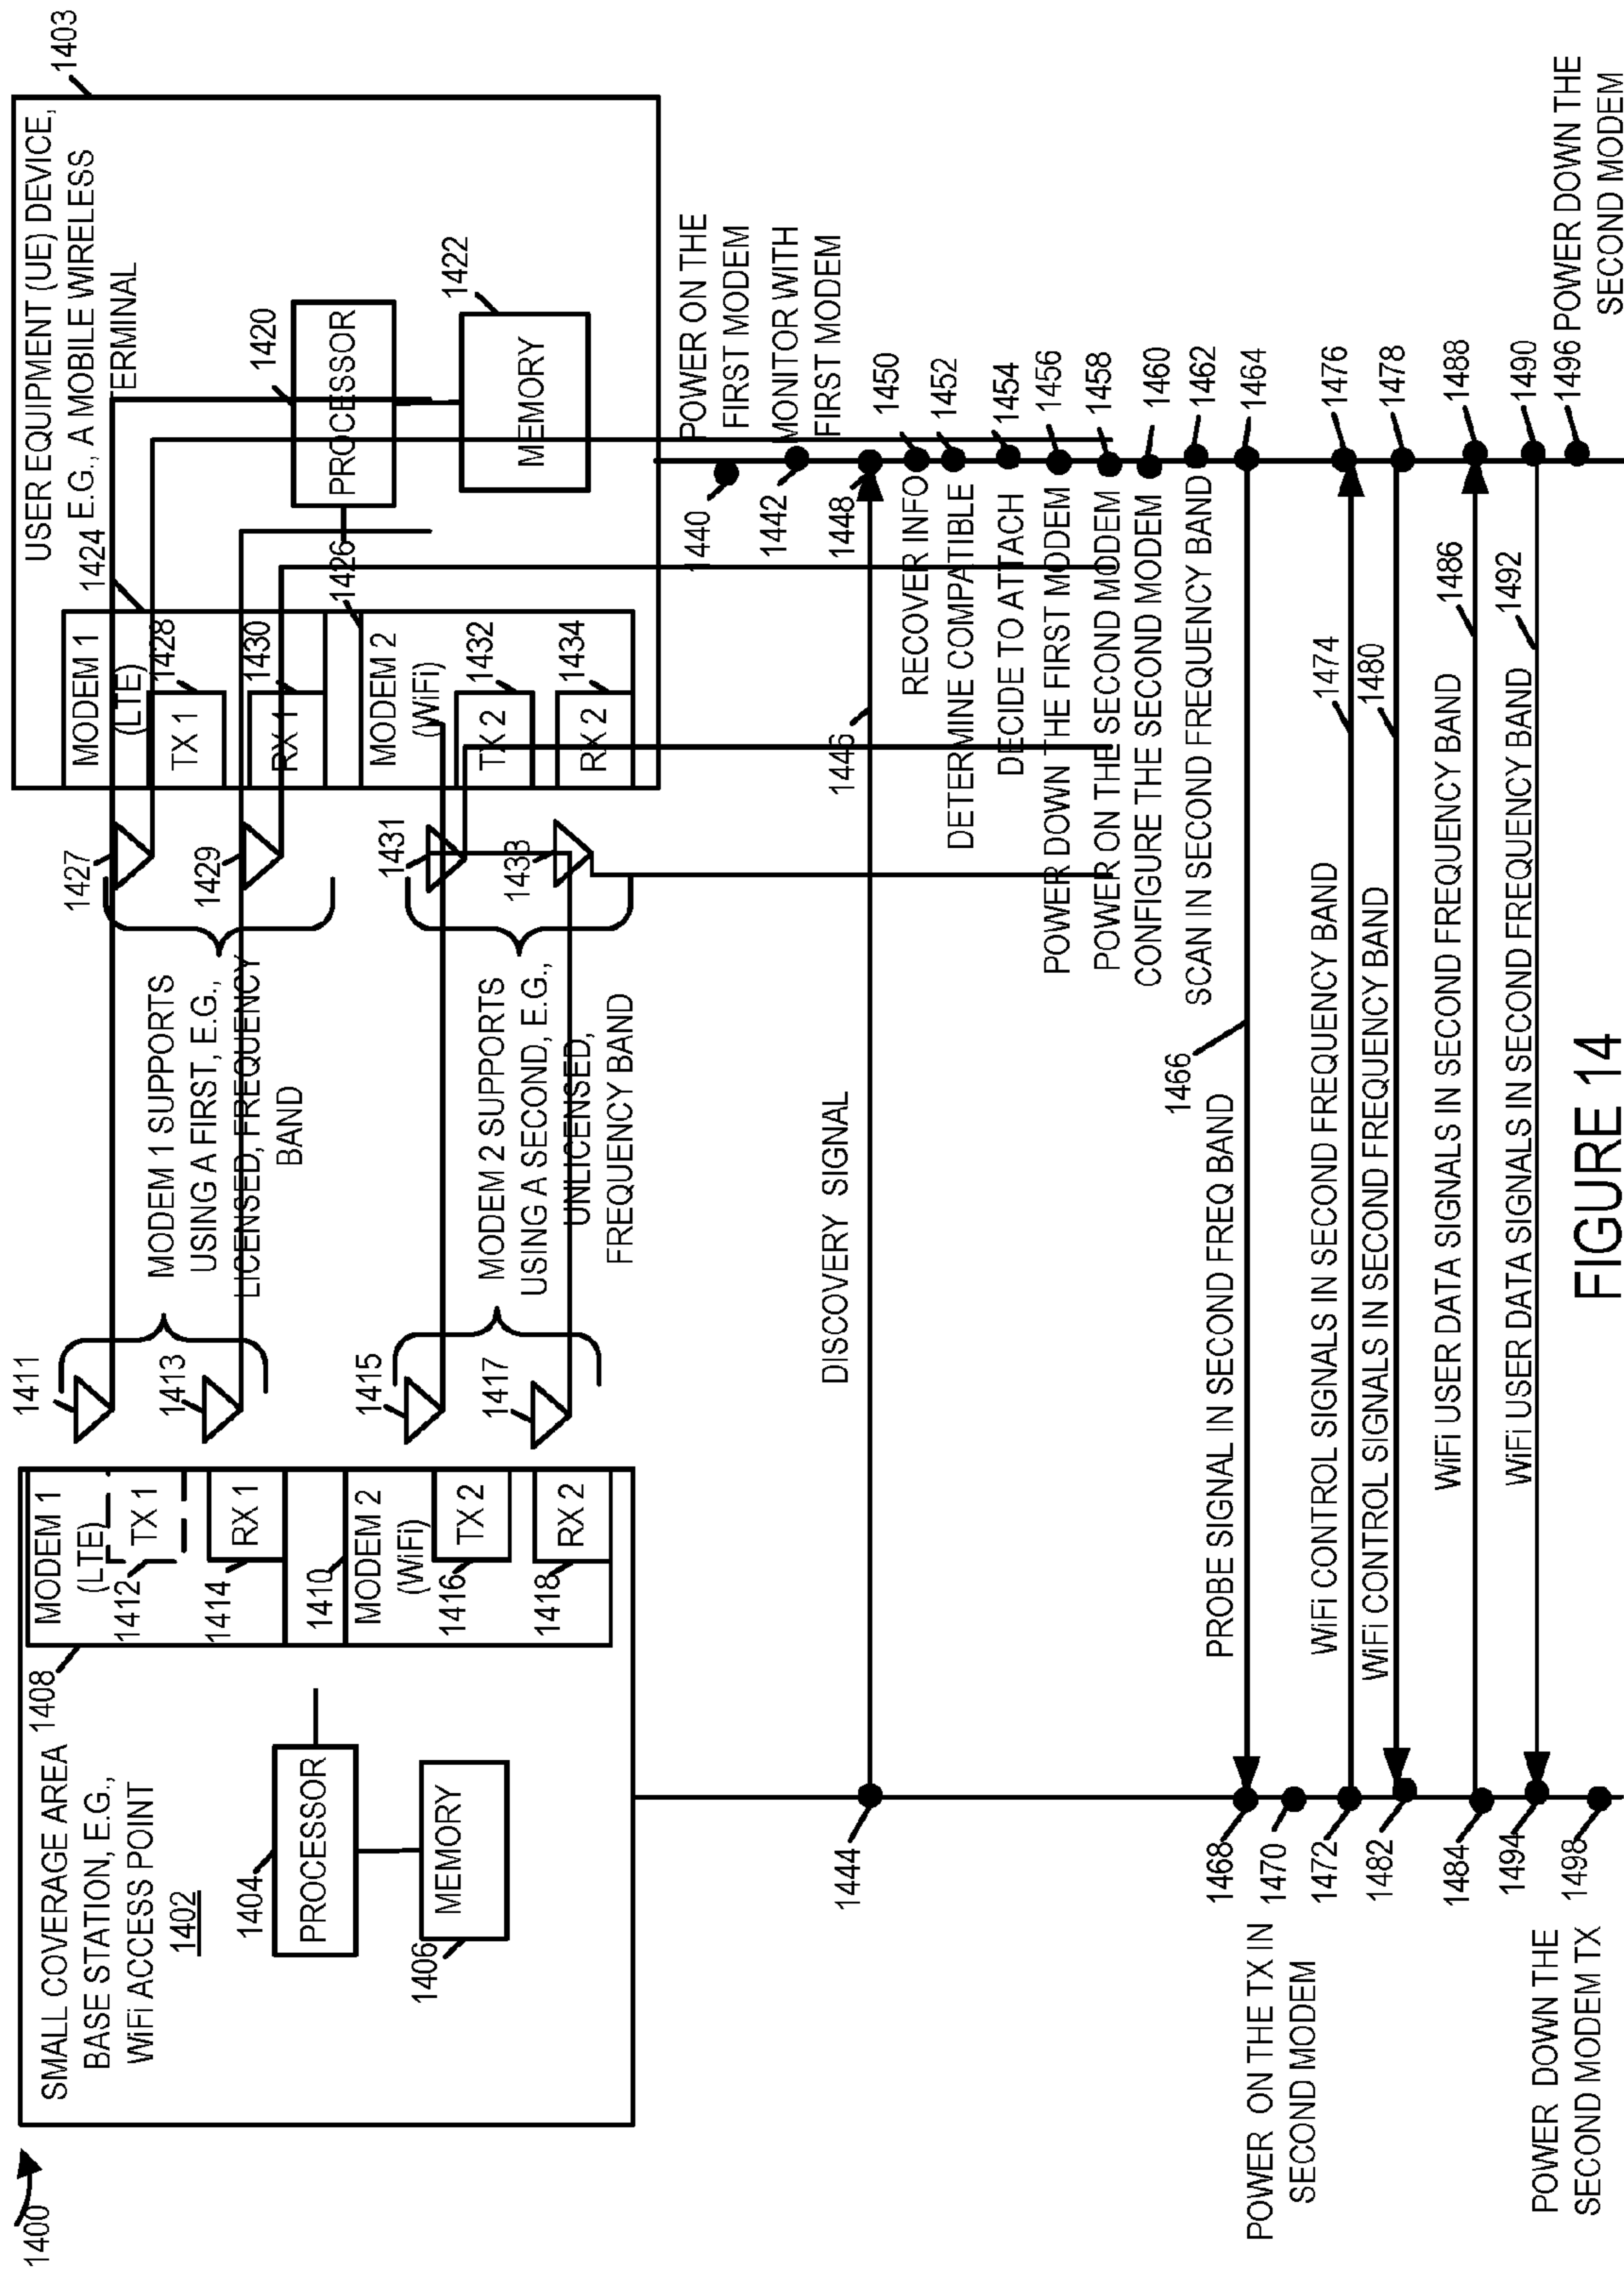 1400
SMALL COVERAGE AREA
BASE STATION, E.G.,
WiFi ACCESS POINT
1402
1404
PROCESSOR
1406
MEMORY
1408
MODEM 1
(LTE)
1412
TX 1
1414
RX 1
1410
MODEM 2
(WiFi)
1416
TX 2
1418
RX 2
1411
1413
1415
1417
MODEM 1 SUPPORTS
USING A FIRST, E.G.,
LICENSED, FREQUENCY
BAND
MODEM 2 SUPPORTS
USING A SECOND, E.G.,
UNLICENSED,
FREQUENCY BAND
1427
1429
1431
1433
USER EQUIPMENT (UE) DEVICE,
E.G., A MOBILE WIRELESS
TERMINAL
1403
1424
MODEM 1
(LTE)
1428
TX 1
1430
RX 1
1426
MODEM 2
(WiFi)
1432
TX 2
1434
RX 2
1420
PROCESSOR
1422
MEMORY
1440
POWER ON THE
FIRST MODEM
1442
MONITOR WITH
FIRST MODEM
1444
DISCOVERY SIGNAL
1446
1448
RECOVER INFO
1450
DETERMINE COMPATIBLE
1452
DECIDE TO ATTACH
1454
POWER DOWN THE FIRST MODEM
1456
POWER ON THE SECOND MODEM
1458
CONFIGURE THE SECOND MODEM
1460
SCAN IN SECOND FREQUENCY BAND
1462
1464
1466
PROBE SIGNAL IN SECOND FREQ BAND
1468
1470
POWER ON THE TX IN
SECOND MODEM
1472
WiFi CONTROL SIGNALS IN SECOND FREQUENCY BAND
1474
1476
1478
1480
WiFi CONTROL SIGNALS IN SECOND FREQUENCY BAND
1482
1484
WiFi USER DATA SIGNALS IN SECOND FREQUENCY BAND
1486
1488
1490
1492
WiFi USER DATA SIGNALS IN SECOND FREQUENCY BAND
1494
1496 POWER DOWN THE
SECOND MODEM
1498
POWER DOWN THE
SECOND MODEM TX
FIGURE 14